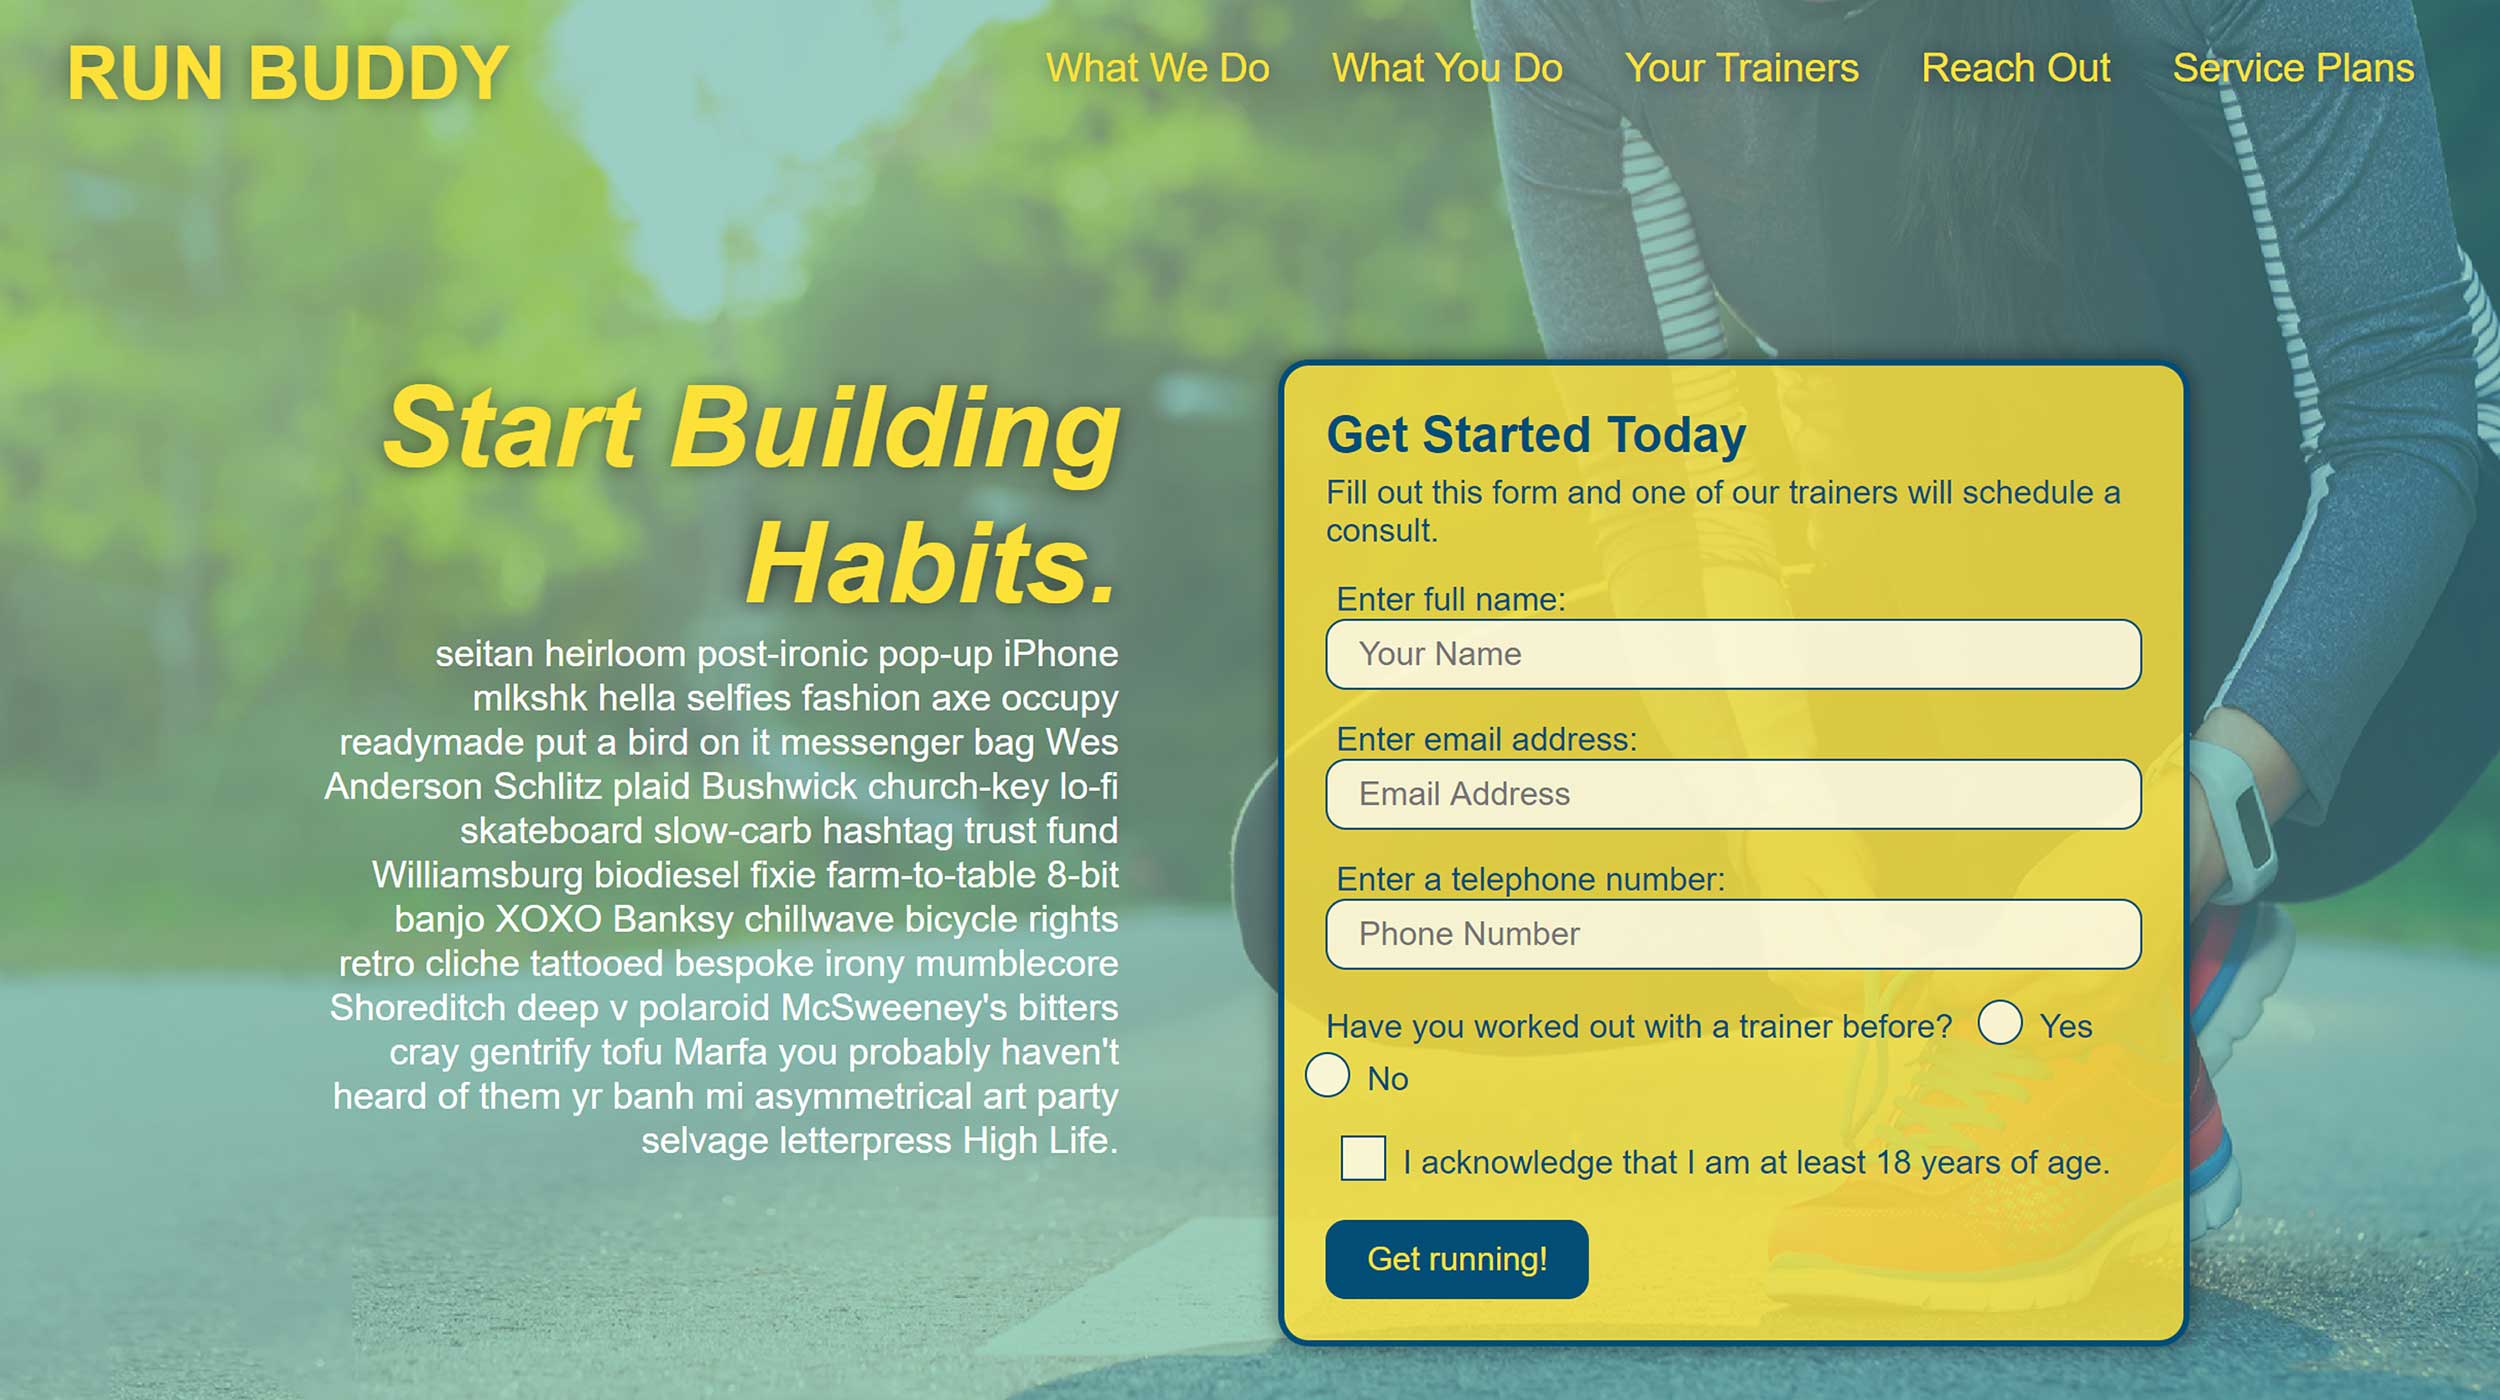 RUN BUDDY
What We Do
What You Do
Your Trainers
Reach Out
Service Plans
Start Building
Habits.
seitan heirloom post-ironic pop-up iPhone
mlkshk hella selfies fashion axe occupy
readymade put a bird on it messenger bag Wes
Anderson Schlitz plaid Bushwick church-key lo-fi
skateboard slow-carb hashtag trust fund
Williamsburg biodiesel fixie farm-to-table 8-bit
banjo XOXO Banksy chillwave bicycle rights
retro cliche tattooed bespoke irony mumblecore
Shoreditch deep v polaroid McSweeney's bitters
cray gentrify tofu Marfa you probably haven't
heard of them yr banh mi asymmetrical art party
selvage letterpress High Life.
Get Started Today
Fill out this form and one of our trainers will schedule a
consult.
Enter full name:
Your Name
Enter email address:
Email Address
Enter a telephone number:
Phone Number
Have you worked out with a trainer before? Yes
No
I acknowledge that I am at least 18 years of age.
Get running!